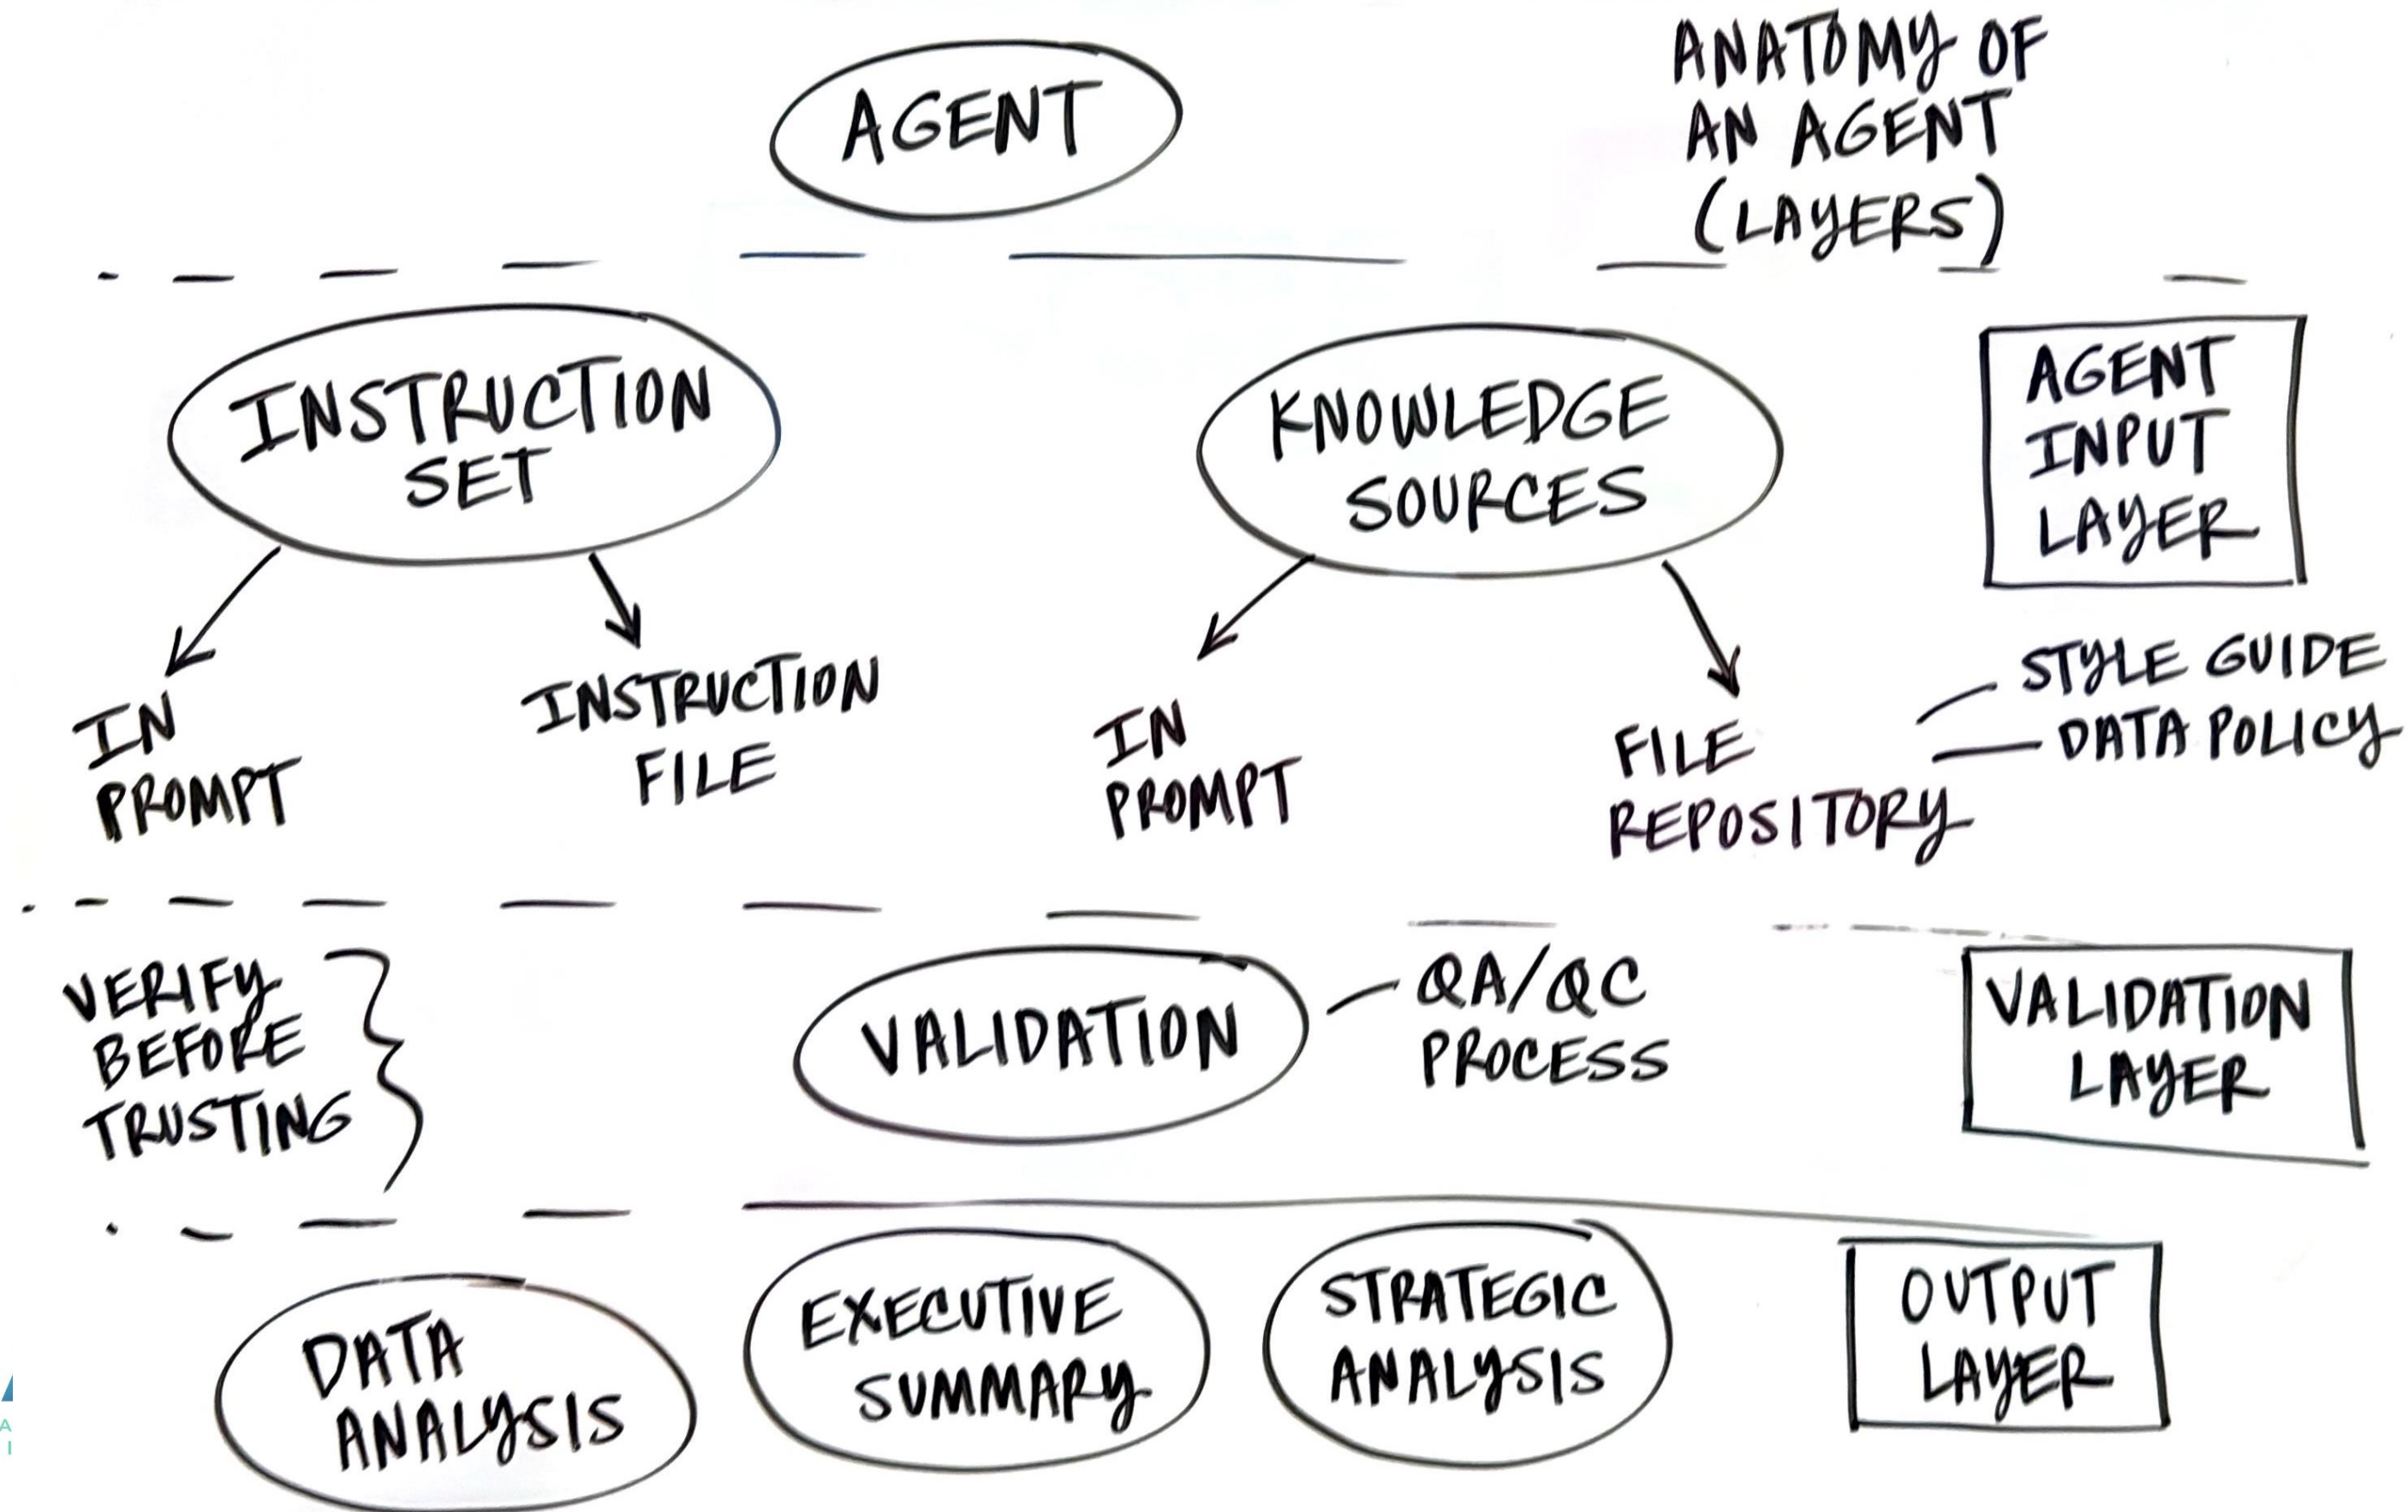 AGENT
ANATOMY OF
AN AGENT
(LAYERS)
INSTRUCTION
SET
KNOWLEDGE
SOURCES
AGENT
INPUT
LAYER
IN
PROMPT
INSTRUCTION
FILE
IN
PROMPT
FILE
REPOSITORY
STYLE GUIDE
DATA POLICY
VERIFY
BEFORE
TRUSTING
VALIDATION
QA/QC
PROCESS
VALIDATION
LAYER
DATA
ANALYSIS
EXECUTIVE
SUMMARY
STRATEGIC
ANALYSIS
OUTPUT
LAYER